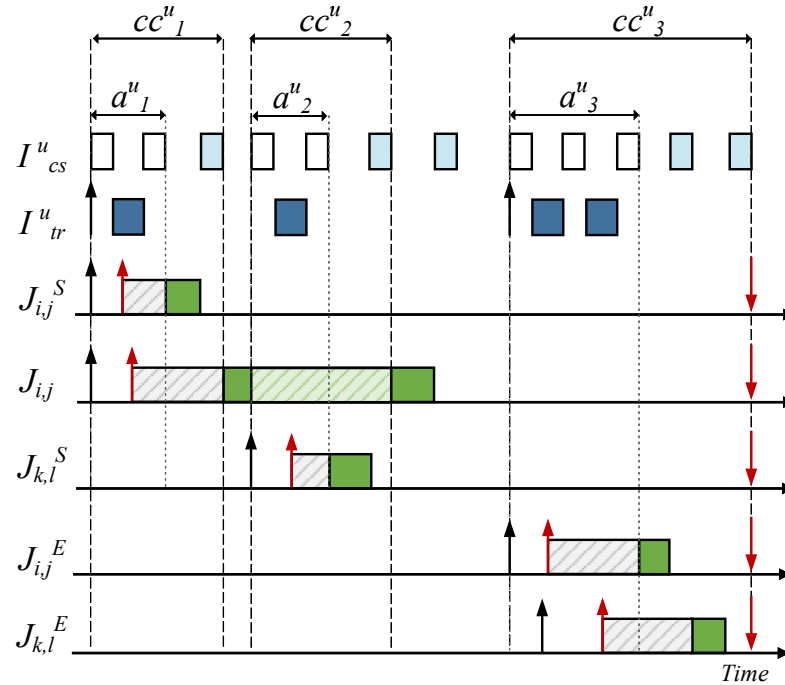 cc^u_1 cc^u_2 cc^u_3
a^u_1 a^u_2 a^u_3
I^u_cs
I^u_tr
J_i,j^S
J_i,j
J_k,l^S
J_i,j^E
J_k,l^E
Time